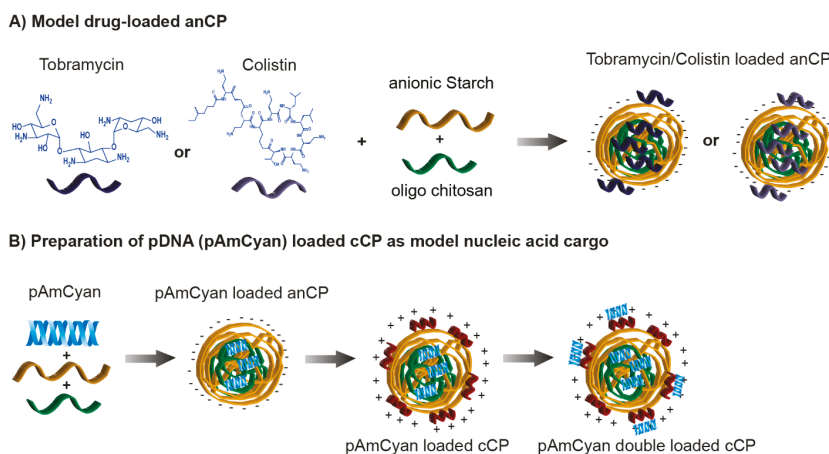 A) Model drug-loaded anCP
Tobramycin
Colistin
anionic Starch
Tobramycin/Colistin loaded anCP
or
+
+
oligo chitosan
or
B) Preparation of pDNA (pAmCyan) loaded cCP as model nucleic acid cargo
pAmCyan
pAmCyan loaded anCP
+
+
pAmCyan loaded cCP
pAmCyan double loaded cCP